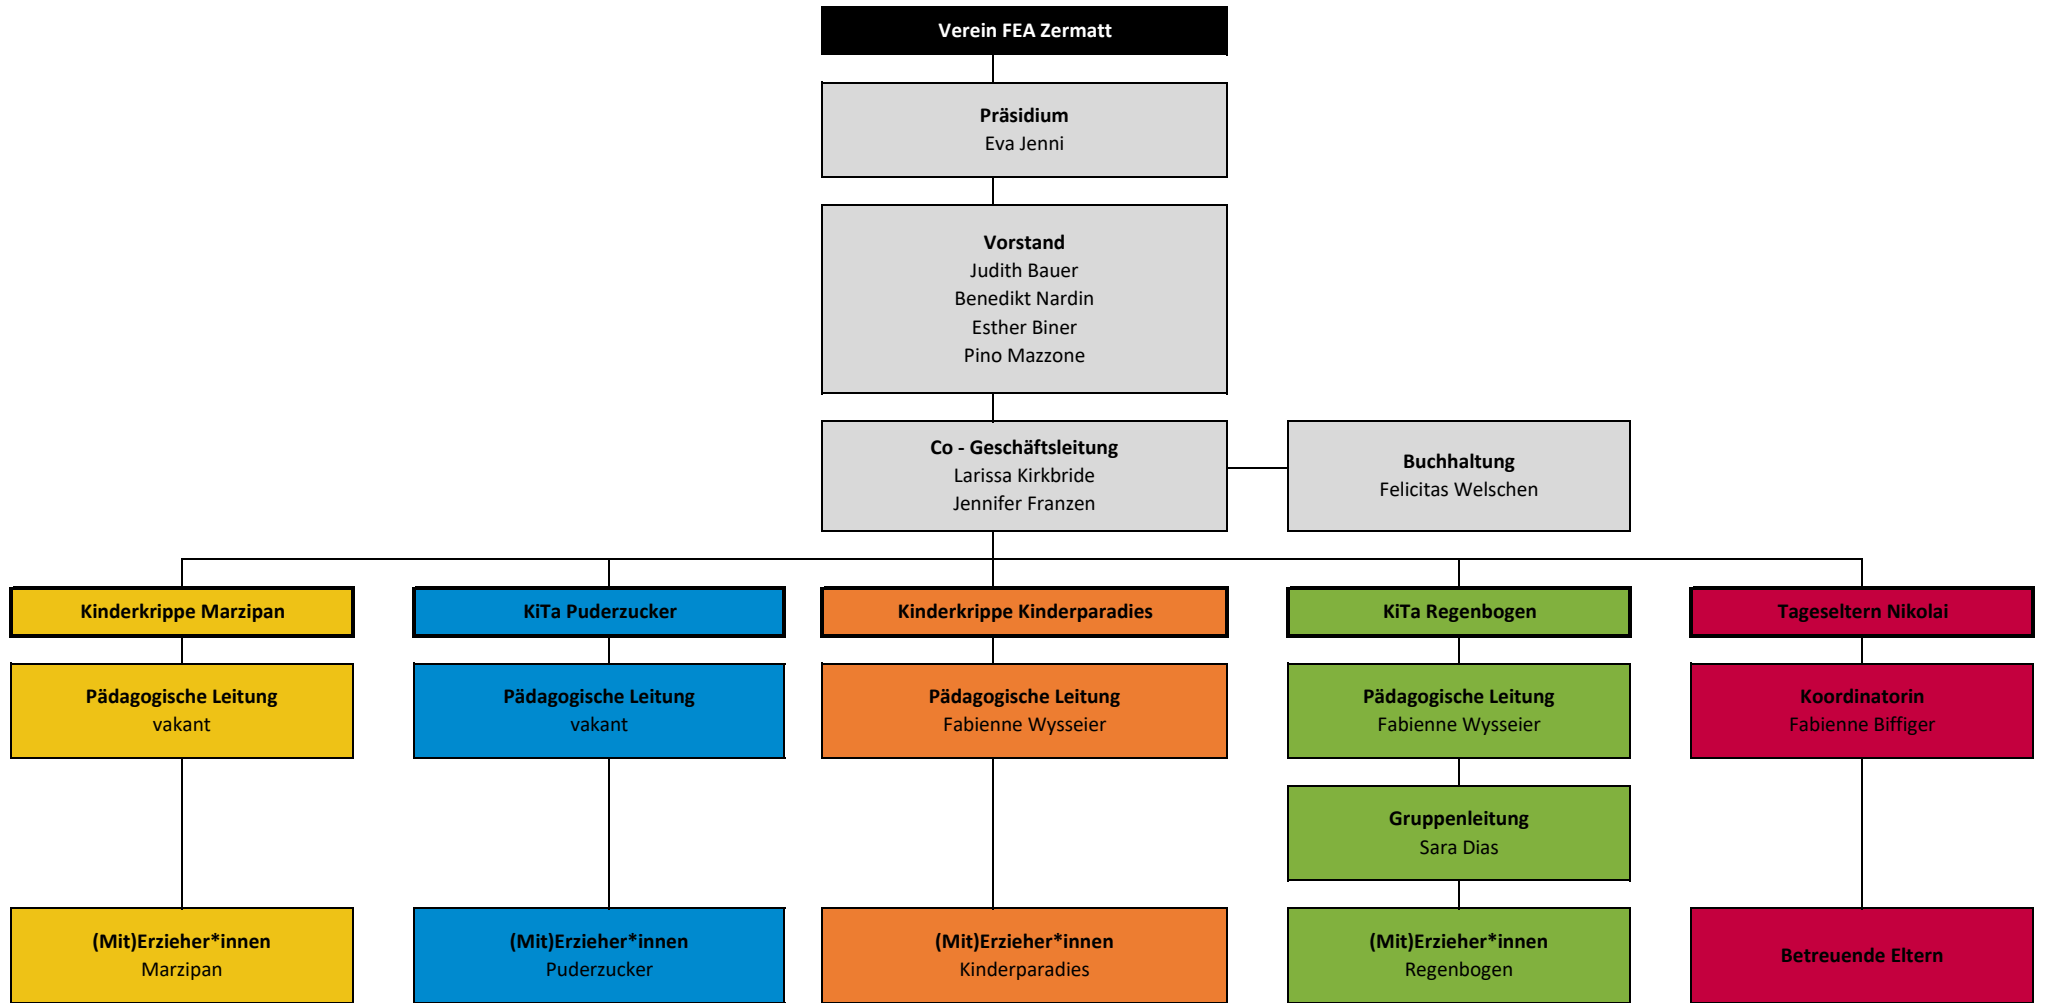 Verein FEA Zermatt
Präsidium
Eva Jenni
Vorstand
Judith Bauer
Benedikt Nardin
Esther Biner
Pino Mazzone
Co - Geschäftsleitung
Larissa Kirkbride
Jennifer Franzen
Buchhaltung
Felicitas Welschen
Kinderkrippe Marzipan
KiTa Puderzucker
Kinderkrippe Kinderparadies
KiTa Regenbogen
Tageseltern Nikolai
Pädagogische Leitung
vakant
Pädagogische Leitung
vakant
Pädagogische Leitung
Fabienne Wysseier
Pädagogische Leitung
Fabienne Wysseier
Koordinatorin
Fabienne Biffiger
Gruppenleitung
Sara Dias
(Mit)Erzieher*innen
Marzipan
(Mit)Erzieher*innen
Puderzucker
(Mit)Erzieher*innen
Kinderparadies
(Mit)Erzieher*innen
Regenbogen
Betreuende Eltern